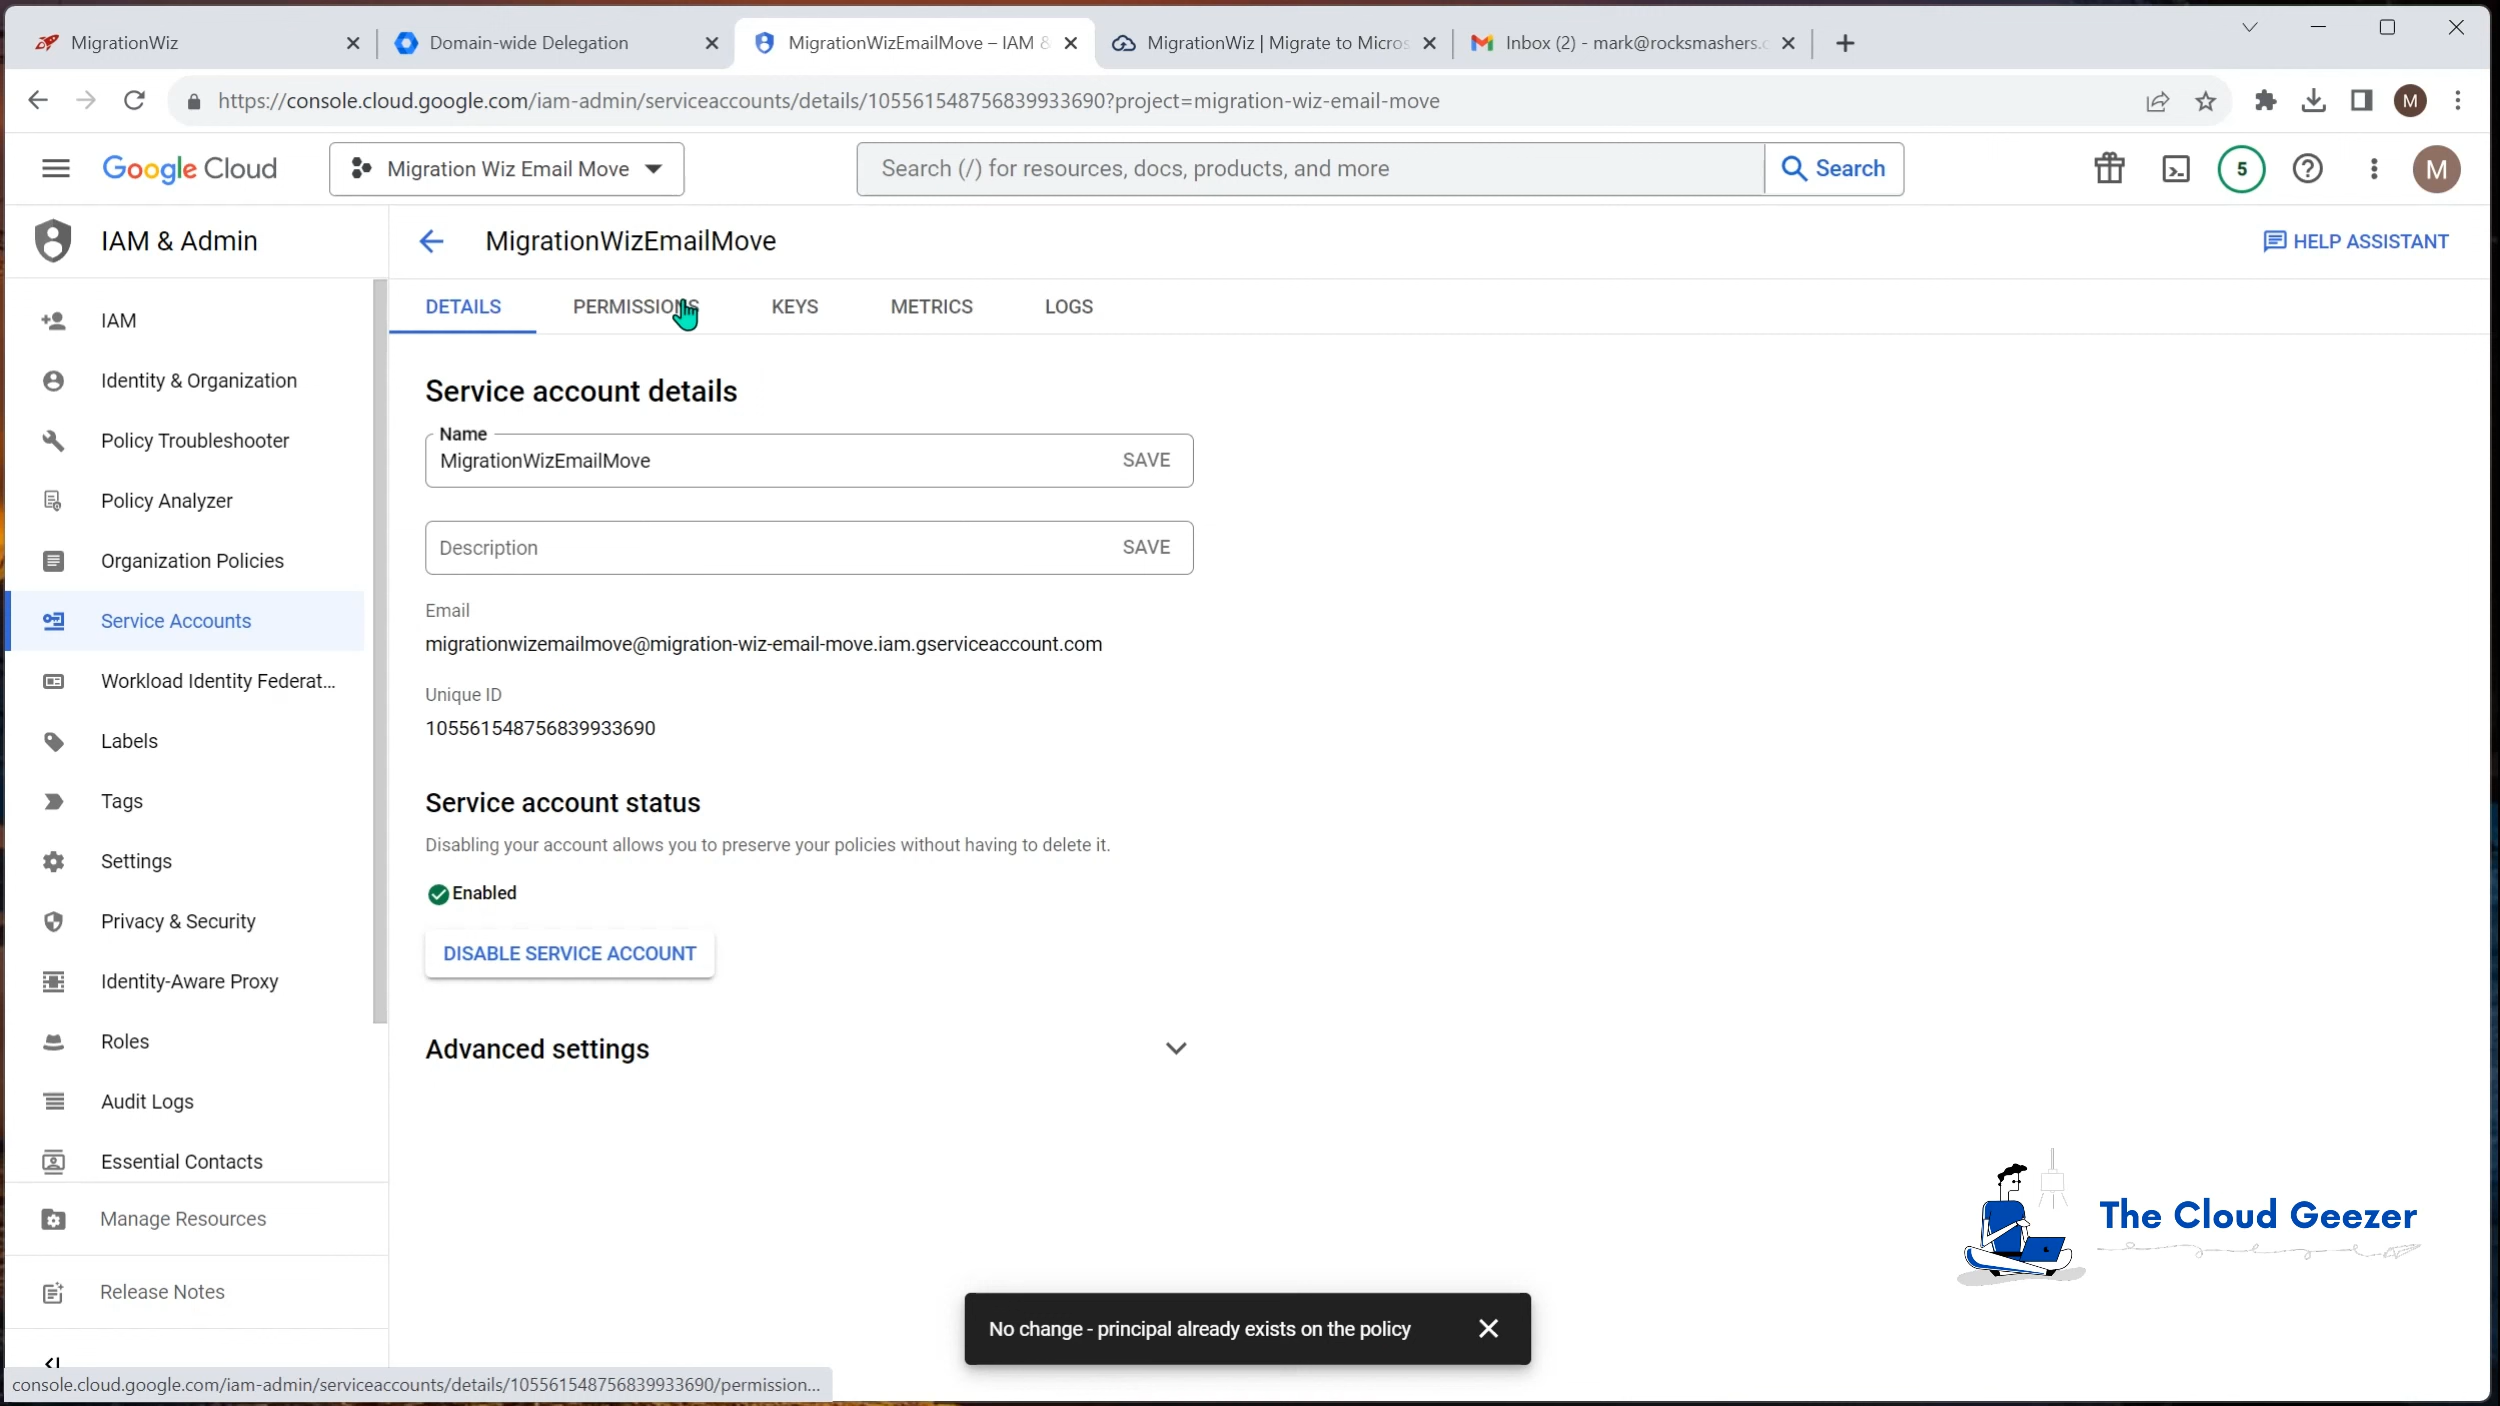 MigrationWiz
Domain-wide Delegation
MigrationWizEmailMove – IAM &
MigrationWiz | Migrate to Micros
Inbox (2) - mark@rocksmashers.c
https://console.cloud.google.com/iam-admin/serviceaccounts/details/105561548756839933690?project=migration-wiz-email-move
M
Google Cloud
Migration Wiz Email Move
Search (/) for resources, docs, products, and more
Search
5
M
IAM & Admin
MigrationWizEmailMove
HELP ASSISTANT
DETAILS
PERMISSIONS
KEYS
METRICS
LOGS
IAM
Identity & Organization
Policy Troubleshooter
Policy Analyzer
Organization Policies
Service Accounts
Workload Identity Federat...
Labels
Tags
Settings
Privacy & Security
Identity-Aware Proxy
Roles
Audit Logs
Essential Contacts
Manage Resources
Release Notes
Service account details
Name
MigrationWizEmailMove
SAVE
Description
SAVE
Email
migrationwizemailmove@migration-wiz-email-move.iam.gserviceaccount.com
Unique ID
105561548756839933690
Service account status
Disabling your account allows you to preserve your policies without having to delete it.
Enabled
DISABLE SERVICE ACCOUNT
Advanced settings
The Cloud Geezer
No change - principal already exists on the policy
console.cloud.google.com/iam-admin/serviceaccounts/details/105561548756839933690/permission...